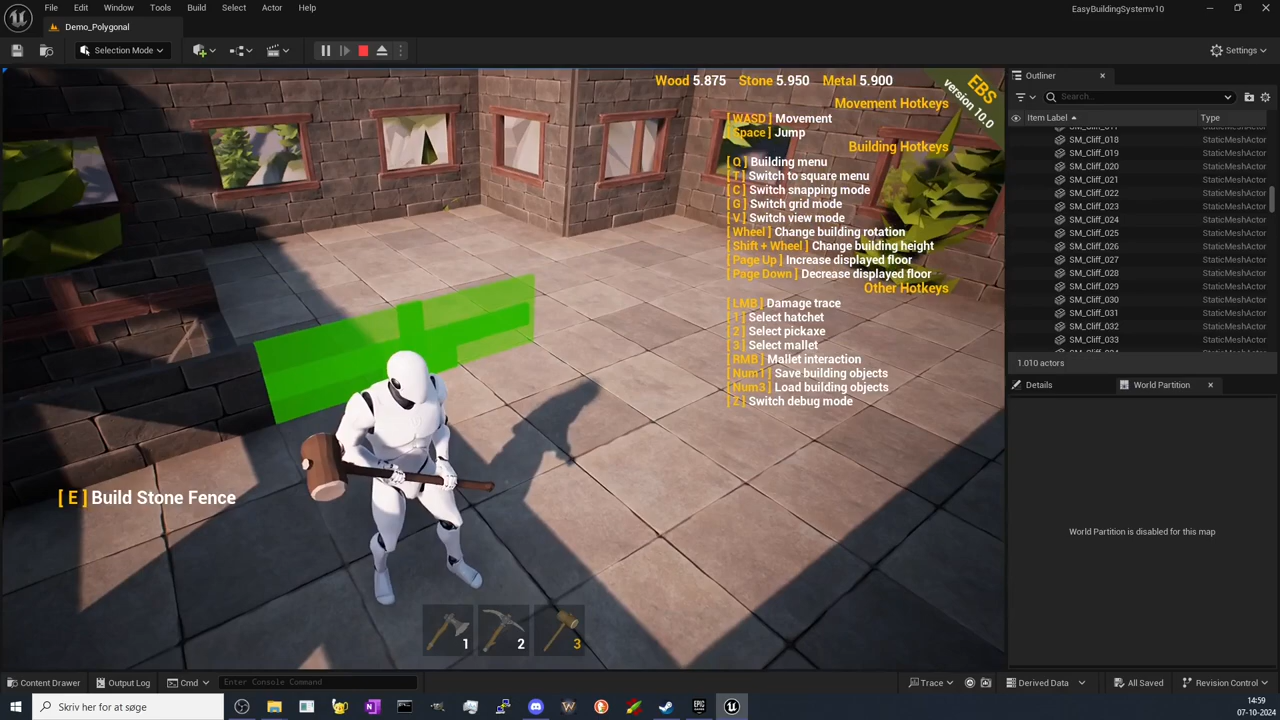 File Edit Window Tools Build Select Actor Help
EasyBuildingSystemv10
Demo_Polygonal
Selection Mode
Settings
Wood 5.875 Stone 5.950 Metal 5.900
EBS
version 10.0
Movement Hotkeys
[ WASD ] Movement
[ Space ] Jump
Building Hotkeys
[ Q ] Building menu
[ T ] Switch to square menu
[ C ] Switch snapping mode
[ G ] Switch grid mode
[ V ] Switch view mode
[ Wheel ] Change building rotation
[ Shift + Wheel ] Change building height
[ Page Up ] Increase displayed floor
[ Page Down ] Decrease displayed floor
Other Hotkeys
[ LMB ] Damage trace
[ 1 ] Select hatchet
[ 2 ] Select pickaxe
[ 3 ] Select mallet
[ RMB ] Mallet interaction
[ Num1 ] Save building objects
[ Num3 ] Load building objects
[ Z ] Switch debug mode
[ E ] Build Stone Fence
1 2 3
Outliner
Search...
Item Label Type
SM_Cliff_018 StaticMeshActor
SM_Cliff_019 StaticMeshActor
SM_Cliff_020 StaticMeshActor
SM_Cliff_021 StaticMeshActor
SM_Cliff_022 StaticMeshActor
SM_Cliff_023 StaticMeshActor
SM_Cliff_024 StaticMeshActor
SM_Cliff_025 StaticMeshActor
SM_Cliff_026 StaticMeshActor
SM_Cliff_027 StaticMeshActor
SM_Cliff_028 StaticMeshActor
SM_Cliff_029 StaticMeshActor
SM_Cliff_030 StaticMeshActor
SM_Cliff_031 StaticMeshActor
SM_Cliff_032 StaticMeshActor
SM_Cliff_033 StaticMeshActor
1.010 actors
Details World Partition
World Partition is disabled for this map
Content Drawer Output Log Cmd Enter Console Command Trace Derived Data All Saved Revision Control
Skriv her for at søge
14:59
07-10-2024